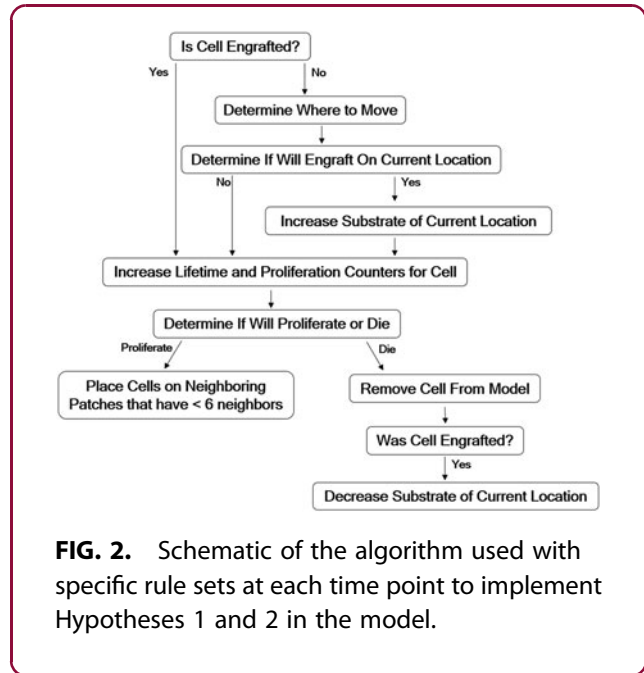 Is Cell Engrafted?
Yes
No
Determine Where to Move
Determine If Will Engraft On Current Location
No
Yes
Increase Substrate of Current Location
Increase Lifetime and Proliferation Counters for Cell
Determine If Will Proliferate or Die
Proliferate
Die
Place Cells on Neighboring
Patches that have < 6 neighbors
Remove Cell From Model
Was Cell Engrafted?
Yes
Decrease Substrate of Current Location
FIG. 2. Schematic of the algorithm used with
specific rule sets at each time point to implement
Hypotheses 1 and 2 in the model.